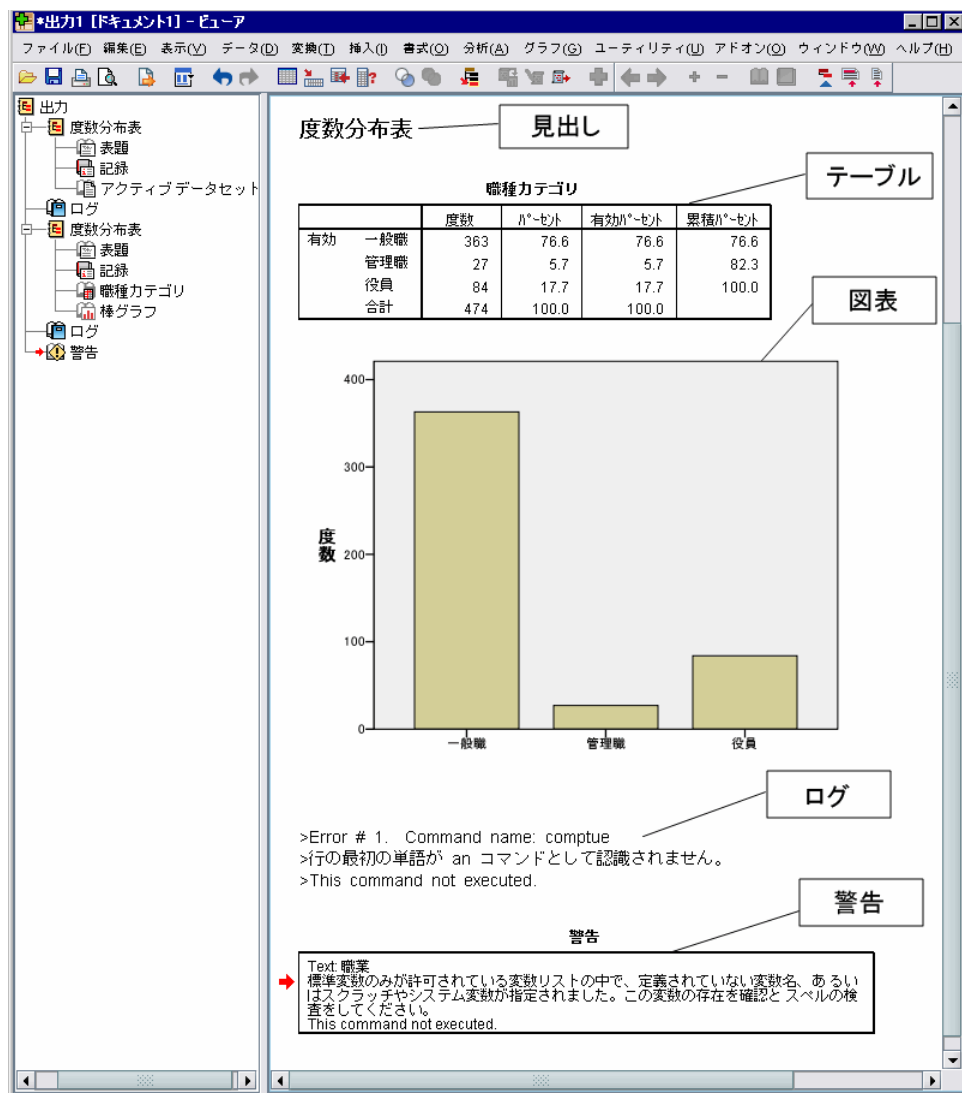 *出力1 [ドキュメント1] - ビューア
ファイル(F) 編集(E) 表示(V) データ(D) 変換(T) 挿入(I) 書式(O) 分析(A) グラフ(G) ユーティリティ(U) アドオン(O) ウィンドウ(W) ヘルプ(H)
出力
度数分布表
表題
記録
アクティブ データセット
ログ
度数分布表
表題
記録
職種カテゴリ
棒グラフ
ログ
警告
度数分布表
見出し
テーブル
職種カテゴリ
度数 パーセント 有効パーセント 累積パーセント
有効 一般職 363 76.6 76.6 76.6
管理職 27 5.7 5.7 82.3
役員 84 17.7 17.7 100.0
合計 474 100.0 100.0
図表
400
300
200
100
0
度数
一般職 管理職 役員
ログ
>Error # 1. Command name: comptue
>行の最初の単語が an コマンドとして認識されません。
>This command not executed.
警告
警告
Text: 職業
標準変数のみが許可されている変数リストの中で、定義されていない変数名、あ るい
はスクラッチやシステム変数が指定されました。この変数の存在を確認と スペルの検
査をしてください。
This command not executed.